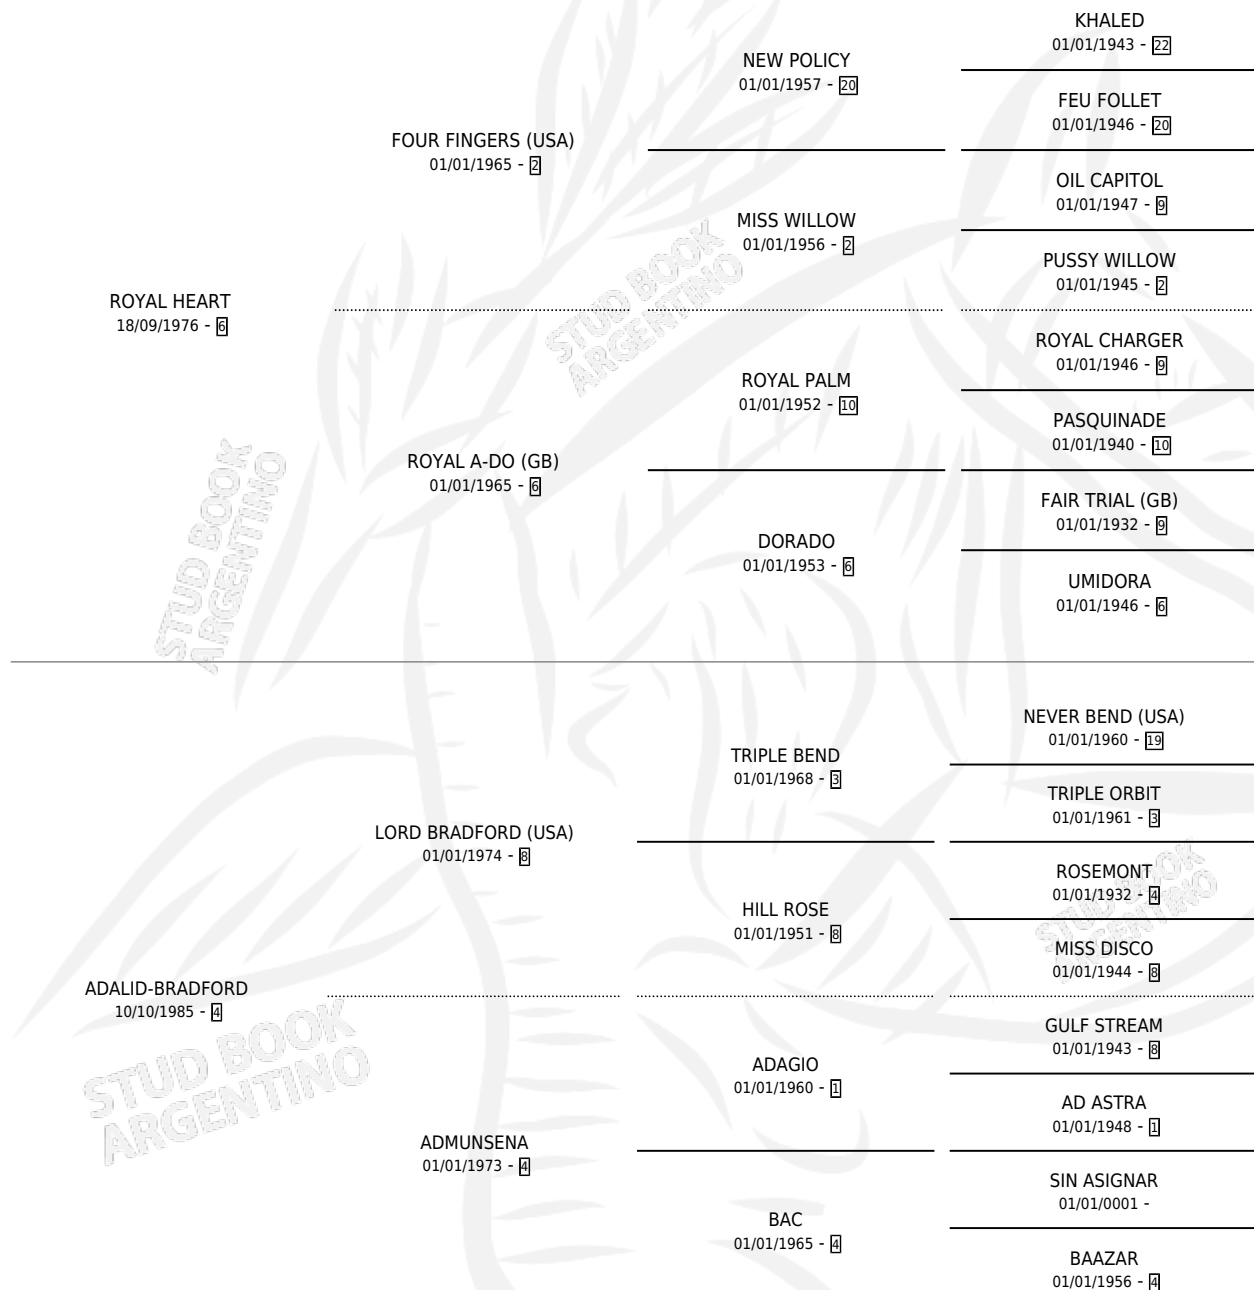 KHALED
01/01/1943 - 22
NEW POLICY
01/01/1957 - 20
FEU FOLLET
01/01/1946 - 20
FOUR FINGERS (USA)
01/01/1965 - 2
OIL CAPITOL
01/01/1947 - 9
MISS WILLOW
01/01/1956 - 2
PUSSY WILLOW
01/01/1945 - 2
ROYAL HEART
18/09/1976 - 6
ROYAL CHARGER
01/01/1946 - 9
ROYAL PALM
01/01/1952 - 10
PASQUINADE
01/01/1940 - 10
ROYAL A-DO (GB)
01/01/1965 - 6
FAIR TRIAL (GB)
01/01/1932 - 9
DORADO
01/01/1953 - 6
UMIDORA
01/01/1946 - 6
NEVER BEND (USA)
01/01/1960 - 19
TRIPLE BEND
01/01/1968 - 3
TRIPLE ORBIT
01/01/1961 - 3
LORD BRADFORD (USA)
01/01/1974 - 8
ROSEMONT
01/01/1932 - 4
HILL ROSE
01/01/1951 - 8
MISS DISCO
01/01/1944 - 8
ADALID-BRADFORD
10/10/1985 - 4
GULF STREAM
01/01/1943 - 8
ADAGIO
01/01/1960 - 1
AD ASTRA
01/01/1948 - 1
ADMUNSENA
01/01/1973 - 4
SIN ASIGNAR
01/01/0001 -
BAC
01/01/1965 - 4
BAAZAR
01/01/1956 - 4
STUD BOOK
ARGENTINO
STUD BOOK
ARGENTINO
STUD BOOK
ARGENTINO
STUD BOOK
ARGENTINO